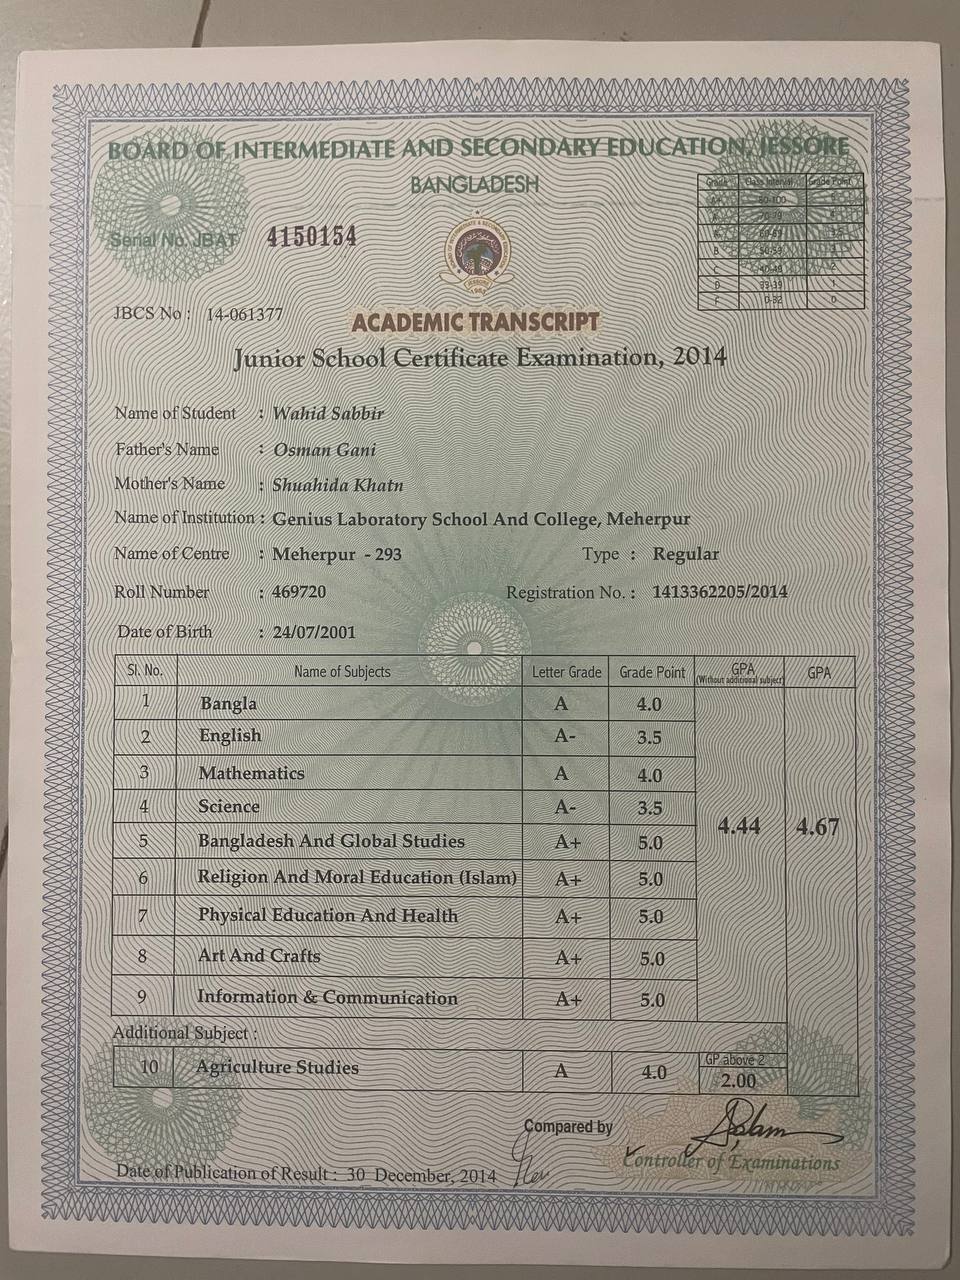 BOARD OF INTERMEDIATE AND SECONDARY EDUCATION, JESSORE
BANGLADESH
Grade Class Interval Grade Point
A+ 80-100 5
A 70-79 4
A- 60-69 3.5
B 50-59 3
C 40-49 2
D 33-39 1
F 0-32 0
Serial No. JBAT 4150154
JBCS No : 14-061377
ACADEMIC TRANSCRIPT
Junior School Certificate Examination, 2014
Name of Student : Wahid Sabbir
Father's Name : Osman Gani
Mother's Name : Shuahida Khatn
Name of Institution : Genius Laboratory School And College, Meherpur
Name of Centre : Meherpur - 293 Type : Regular
Roll Number : 469720 Registration No. : 1413362205/2014
Date of Birth : 24/07/2001
Sl. No. Name of Subjects Letter Grade Grade Point GPA (Without additional subject) GPA
1 Bangla A 4.0
2 English A- 3.5
3 Mathematics A 4.0
4 Science A- 3.5
4.44 4.67
5 Bangladesh And Global Studies A+ 5.0
6 Religion And Moral Education (Islam) A+ 5.0
7 Physical Education And Health A+ 5.0
8 Art And Crafts A+ 5.0
9 Information & Communication A+ 5.0
Additional Subject :
10 Agriculture Studies A 4.0 GP above 2
2.00
Compared by
Controller of Examinations
Date of Publication of Result : 30 December, 2014